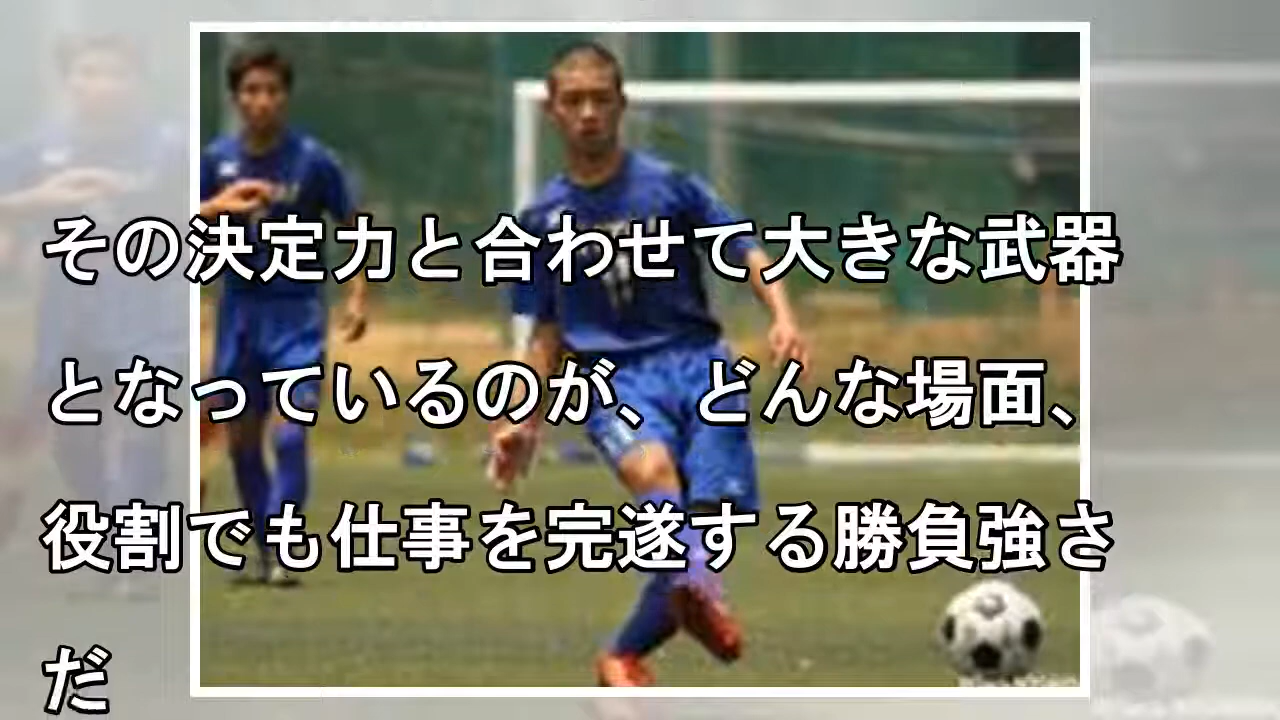 その決定力と合わせて大きな武器
となっているのが、どんな場面、
役割でも仕事を完遂する勝負強さ
だ